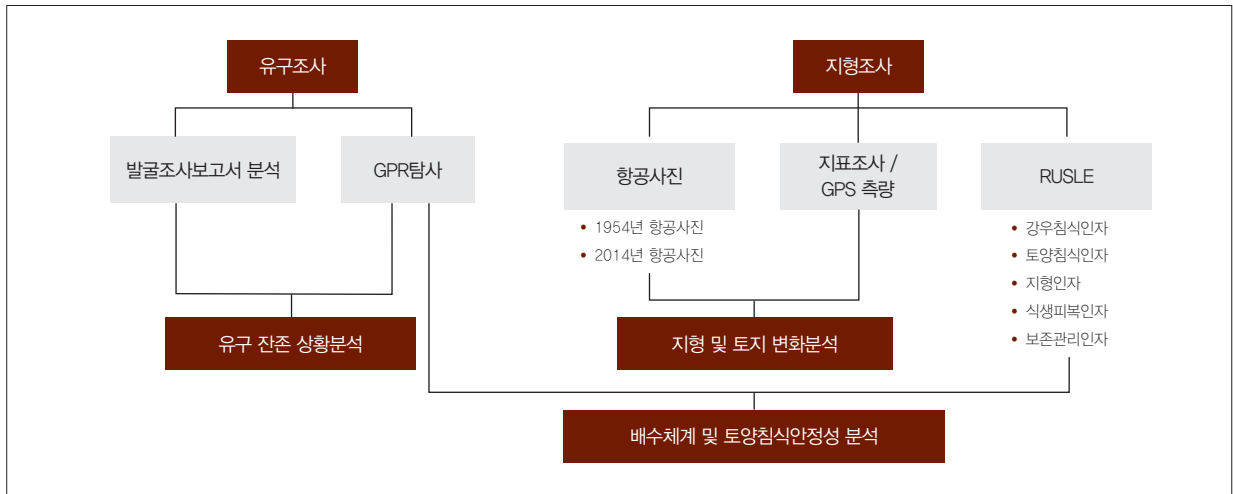 유구조사
지형조사
발굴조사보고서 분석
GPR탐사
항공사진
지표조사 /
GPS 측량
RUSLE
• 1954년 항공사진
• 2014년 항공사진
• 강우침식인자
• 토양침식인자
• 지형인자
• 식생피복인자
• 보존관리인자
유구 잔존 상황분석
지형 및 토지 변화분석
배수체계 및 토양침식안정성 분석